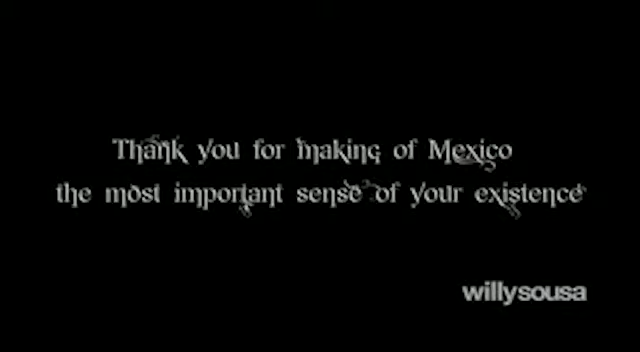 Thank you for making of Mexico
the most important sense of your existence
willysousa